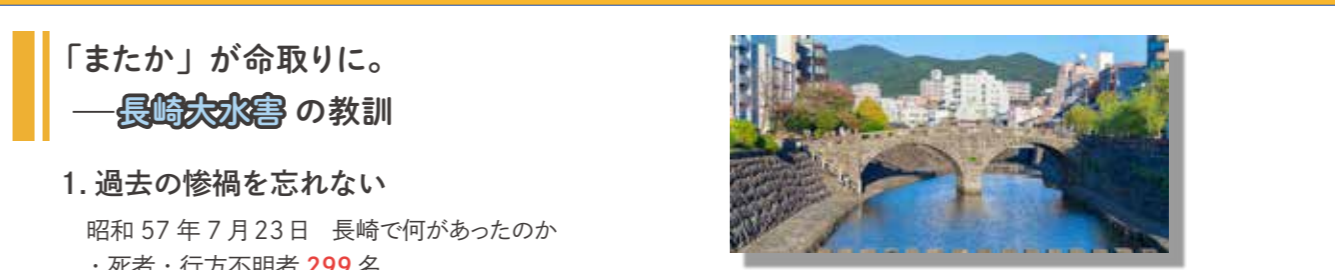 「またか」が命取りに。
―長崎大水害 の教訓
1. 過去の惨禍を忘れない
昭和 57 年 7 月 23 日　長崎で何があったのか
・死者・行方不明者 299 名